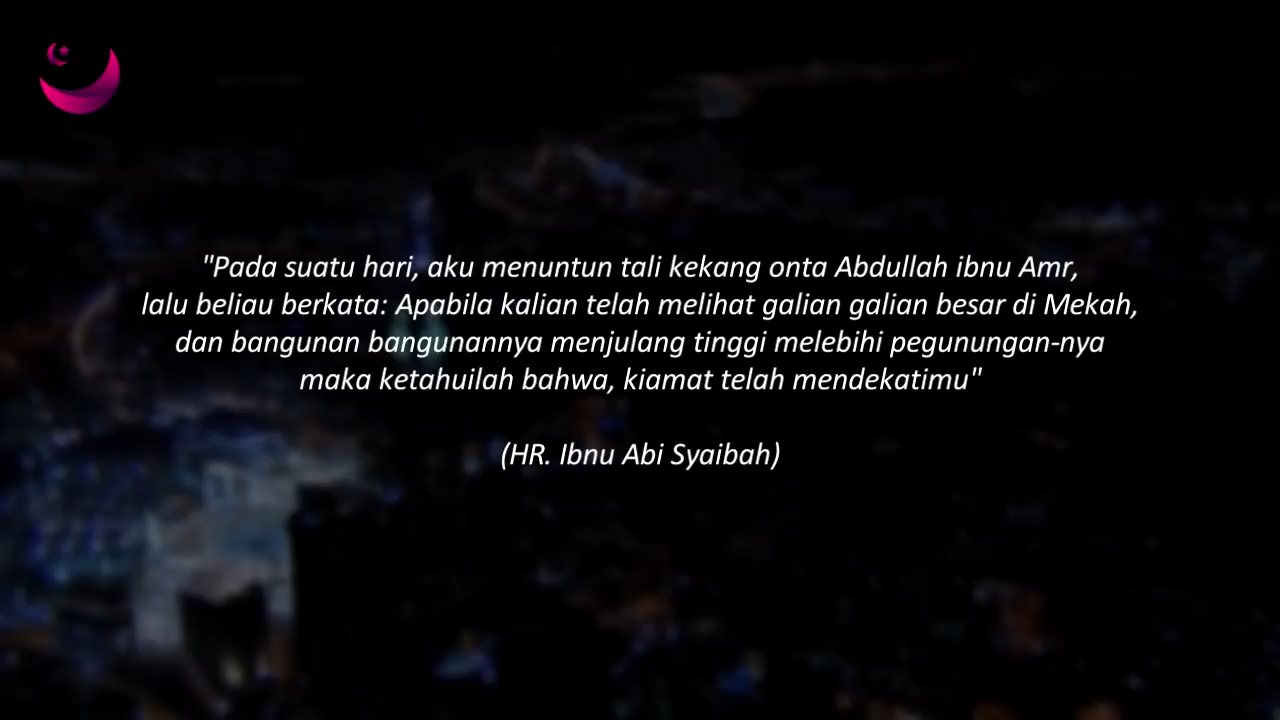 "Pada suatu hari, aku menuntun tali kekang onta Abdullah ibnu Amr,
lalu beliau berkata: Apabila kalian telah melihat galian galian besar di Mekah,
dan bangunan bangunannya menjulang tinggi melebihi pegunungan-nya
maka ketahuilah bahwa, kiamat telah mendekatimu"
(HR. Ibnu Abi Syaibah)